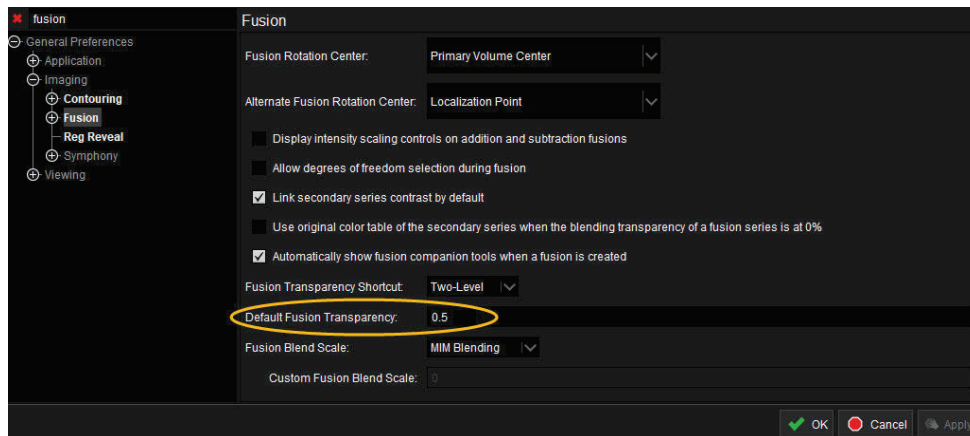 fusion
General Preferences
Application
Imaging
Contouring
Fusion
Reg Reveal
Symphony
Viewing
Fusion
Fusion Rotation Center: Primary Volume Center
Alternate Fusion Rotation Center: Localization Point
Display intensity scaling controls on addition and subtraction fusions
Allow degrees of freedom selection during fusion
Link secondary series contrast by default
Use original color table of the secondary series when the blending transparency of a fusion series is at 0%
Automatically show fusion companion tools when a fusion is created
Fusion Transparency Shortcut: Two-Level
Default Fusion Transparency: 0.5
Fusion Blend Scale: MIM Blending
Custom Fusion Blend Scale: 0
OK Cancel Apply